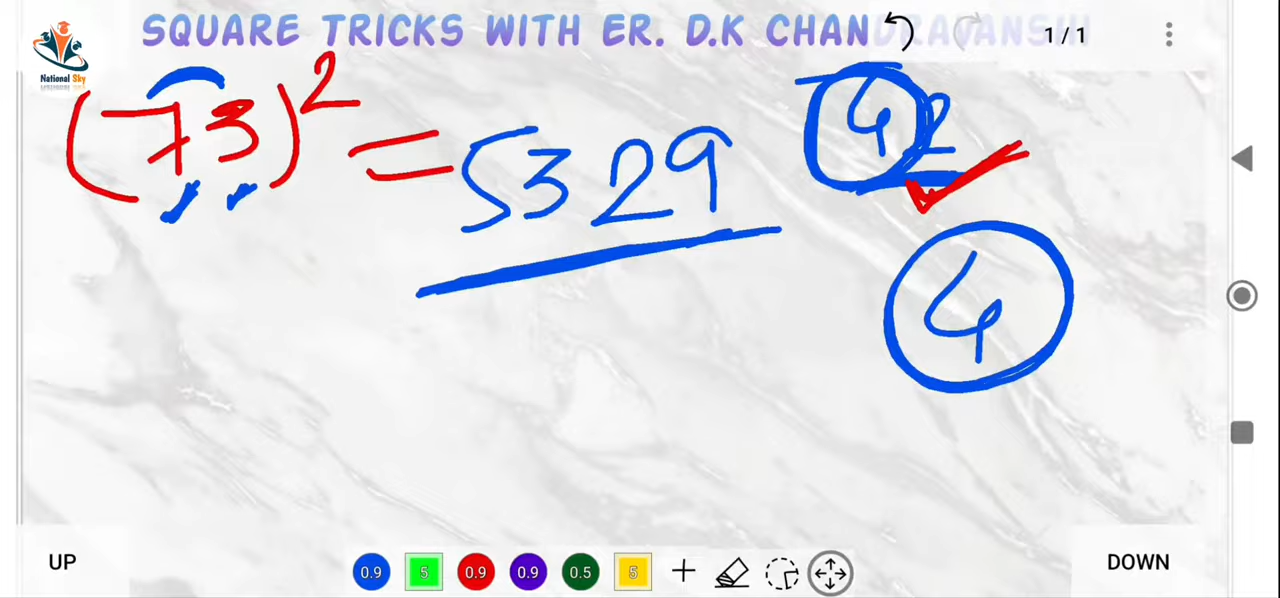 SQUARE TRICKS WITH ER. D.K CHANDRAVANSHI
1/1
National Sky
(73)² = 5329
42
4
UP
0.9 5 0.9 0.9 0.5 5
DOWN